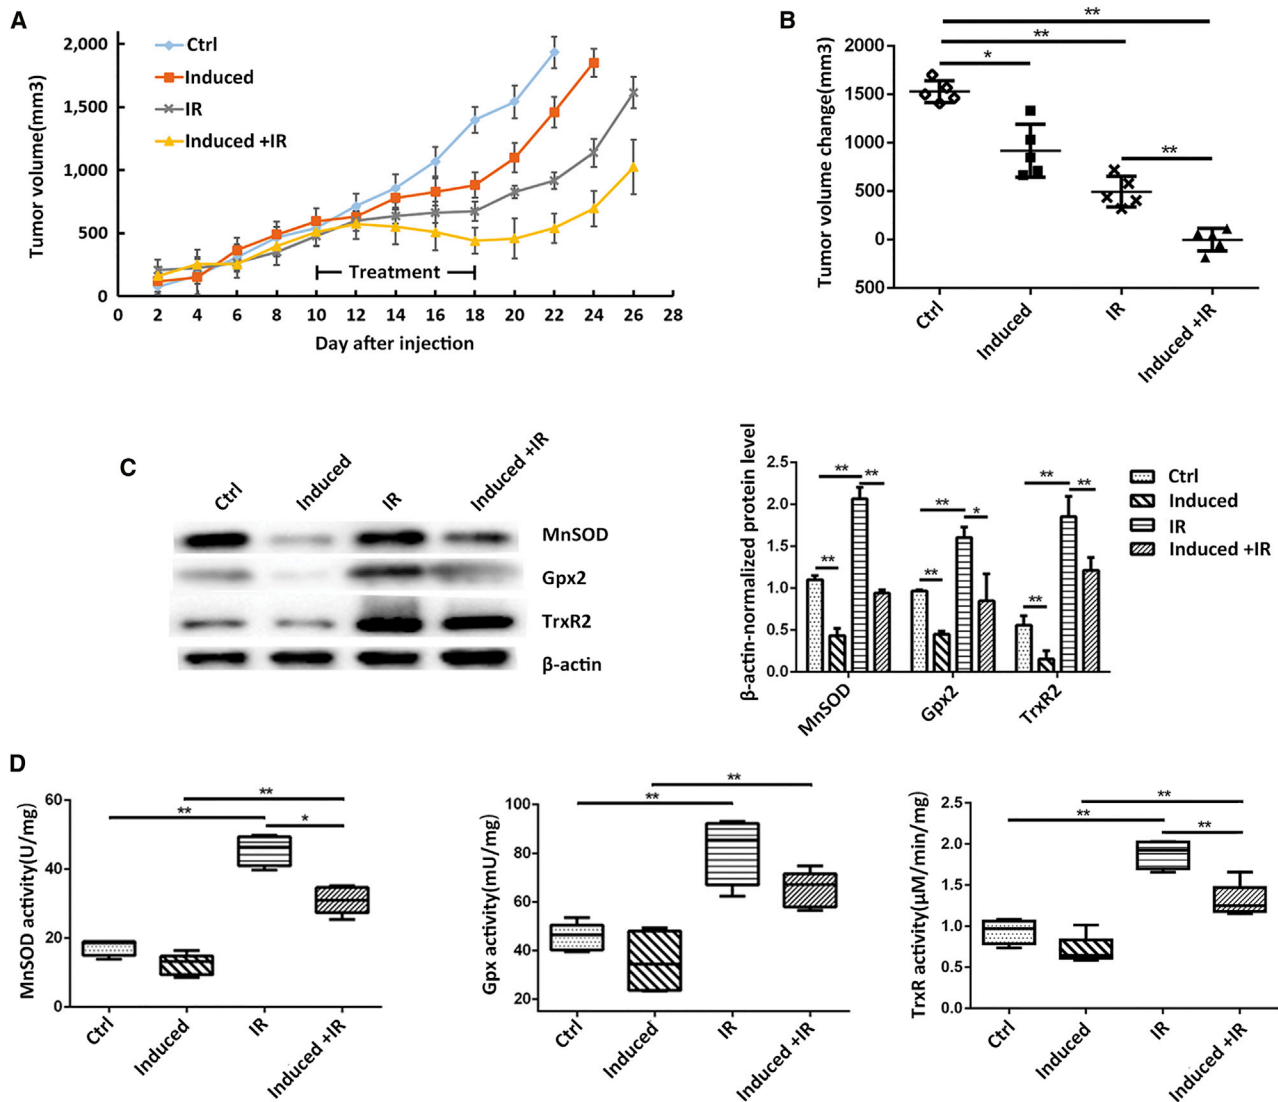 A
Tumor volume(mm3)
2,000
1,500
1,000
500
0
Ctrl
Induced
IR
Induced +IR
Treatment
0 2 4 6 8 10 12 14 16 18 20 22 24 26 28
Day after injection
B
Tumor volume change(mm3)
2000
1500
1000
500
0
500
**
**
*
**
Ctrl
Induced
IR
Induced +IR
C
Ctrl
Induced
IR
Induced +IR
MnSOD
Gpx2
TrxR2
β-actin
β-actin-normalized protein level
2.5
2.0
1.5
1.0
0.5
0.0
** ** **
** * **
** ** **
MnSOD
Gpx2
TrxR2
Ctrl
Induced
IR
Induced +IR
D
MnSOD activity(U/mg)
60
40
20
0
**
**
*
Ctrl
Induced
IR
Induced +IR
Gpx activity(mU/mg)
100
80
60
40
20
**
**
Ctrl
Induced
IR
Induced +IR
TrxR activity(μM/min/mg)
2.5
2.0
1.5
1.0
0.5
0.0
**
**
**
Ctrl
Induced
IR
Induced +IR